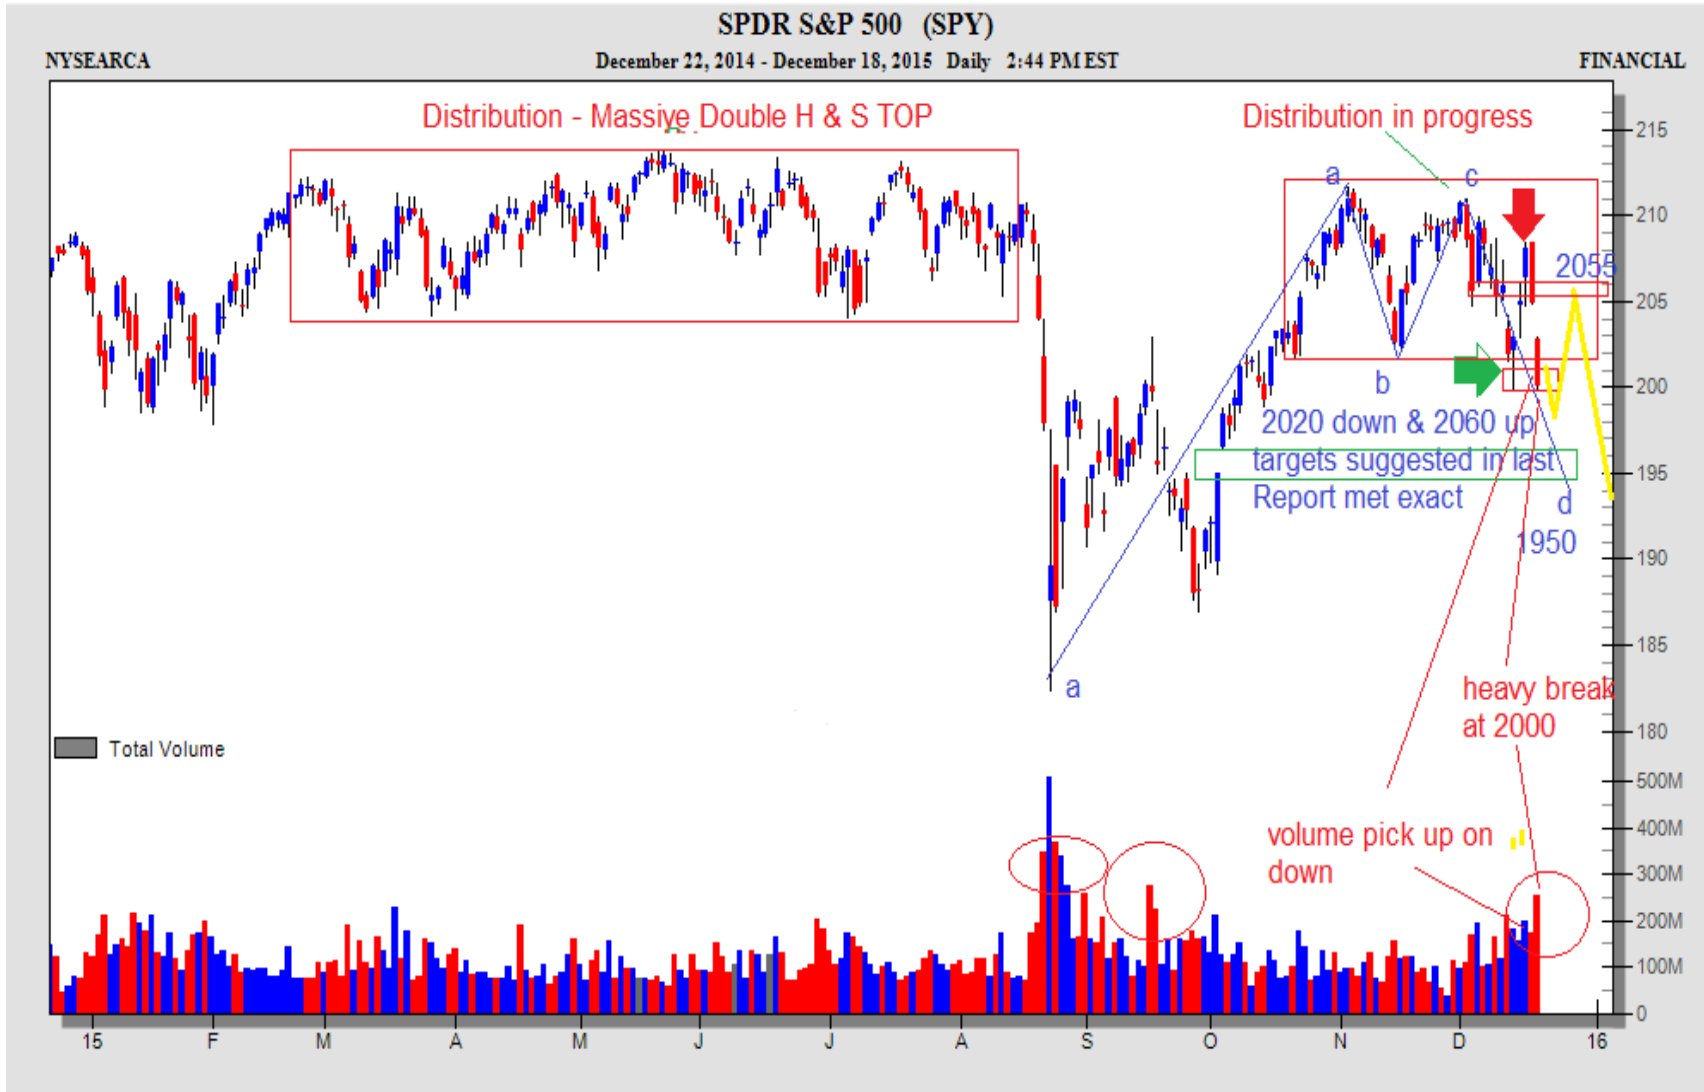 SPDR S&P 500 (SPY)
NYSEARCA
December 22, 2014 - December 18, 2015 Daily 2:44 PM EST
FINANCIAL
Distribution - Massive Double H & S TOP
Distribution in progress
215
a
c
210
2055
205
b
200
2020 down & 2060 up
targets suggested in last
Report met exact
195
d
1950
190
185
a
heavy break
at 2000
180
Total Volume
500M
400M
volume pick up on
down
300M
200M
100M
0
15 F M A M J J A S O N D 16